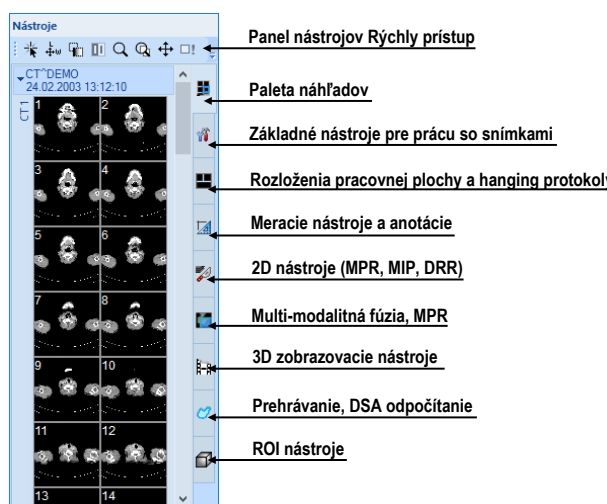 Nástroje
Panel nástrojov Rýchly prístup
CT^DEMO
24.02.2003 13:12:10
Paleta náhľadov
CT 1
1 2
Základné nástroje pre prácu so snímkami
3 4
Rozloženia pracovnej plochy a hanging protokoly
5 6
Meracie nástroje a anotácie
2D nástroje (MPR, MIP, DRR)
7 8
Multi-modalitná fúzia, MPR
9 10
3D zobrazovacie nástroje
11 12
Prehrávanie, DSA odpočítanie
ROI nástroje
13 14